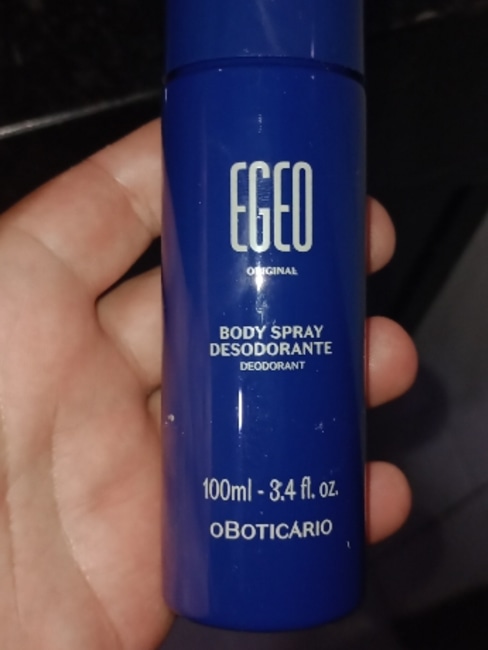 EGEO
ORIGINAL
BODY SPRAY
DESODORANTE
DEODORANT
100ml - 3.4 fl. oz.
oBOTICÁRIO